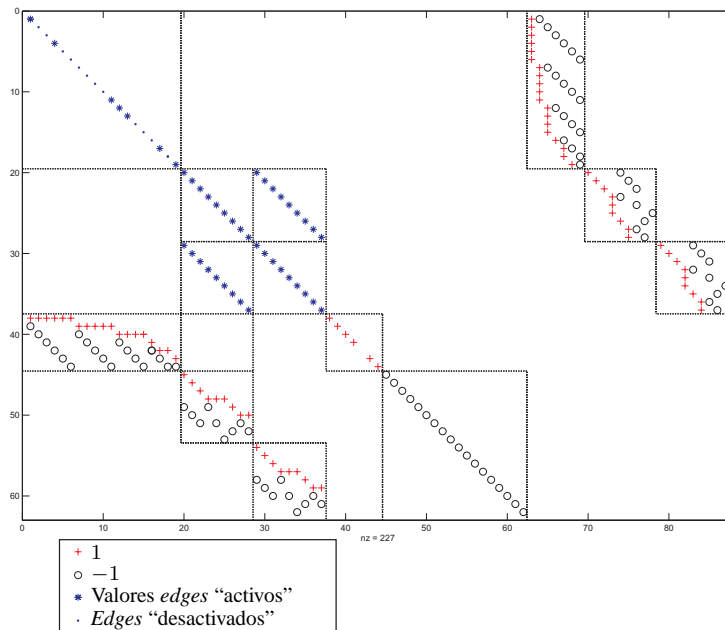 0
10
20
30
40
50
60
0 10 20 30 40 50 60 70 80
nz = 227
+ 1
○ −1
* Valores edges “activos”
· Edges “desactivados”